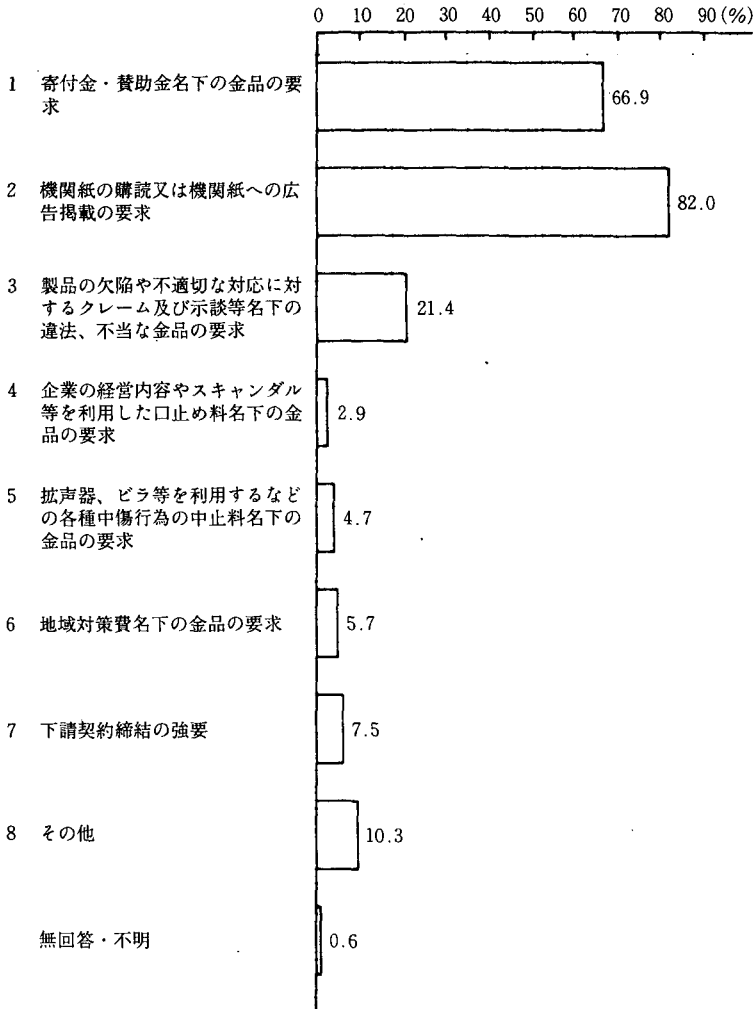 0 10 20 30 40 50 60 70 80 90 (%)
1 寄付金・賛助金名下の金品の要
求
66.9
2 機関紙の購読又は機関紙への広
告掲載の要求
82.0
3 製品の欠陥や不適切な対応に対
するクレーム及び示談等名下の
違法、不当な金品の要求
21.4
4 企業の経営内容やスキャンダル
等を利用した口止め料名下の金
品の要求
2.9
5 拡声器、ビラ等を利用するなど
の各種中傷行為の中止料名下の
金品の要求
4.7
6 地域対策費名下の金品の要求
5.7
7 下請契約締結の強要
7.5
8 その他
10.3
無回答・不明
0.6